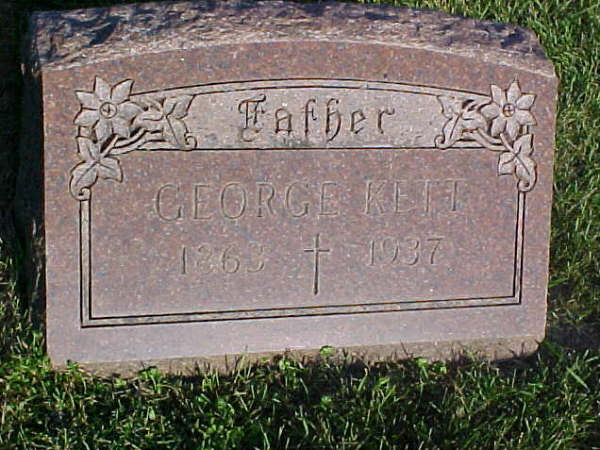 Father
GEORGE KETT
1863 1937